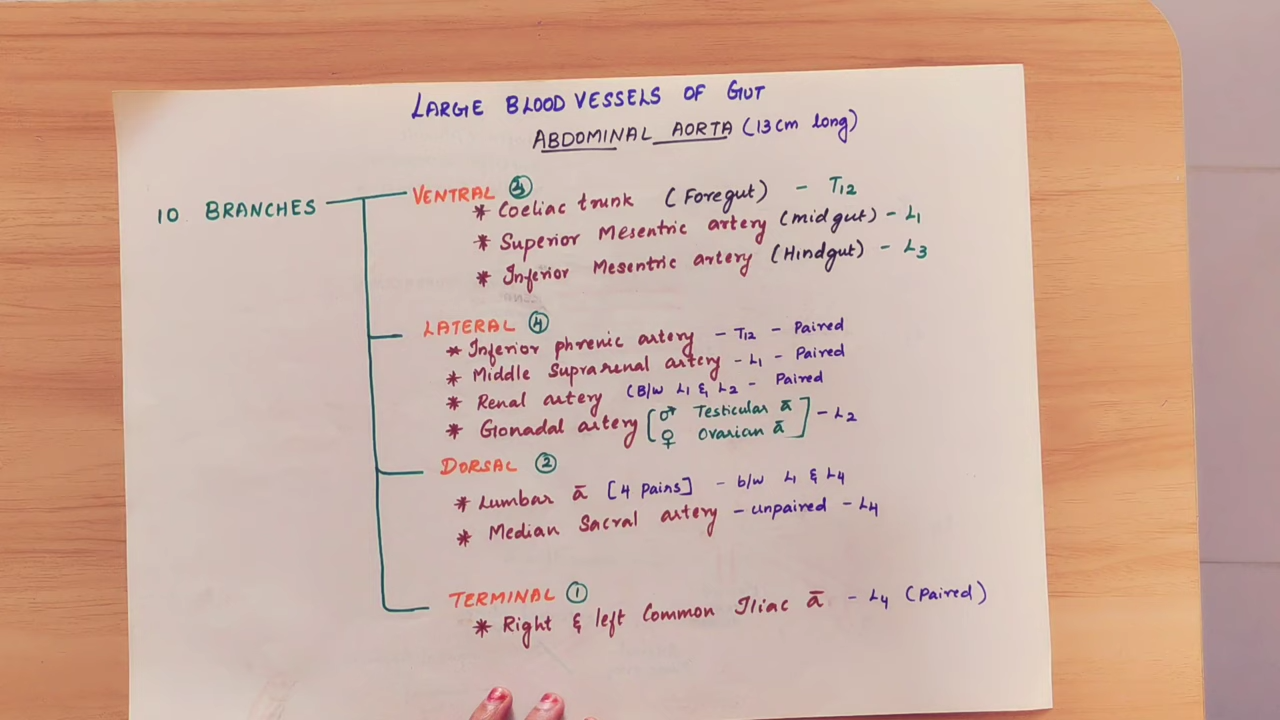 LARGE BLOOD VESSELS OF GUT
ABDOMINAL AORTA (13cm long)
10 BRANCHES
VENTRAL 3
* Coeliac trunk (Foregut) - T12
* Superior Mesentric artery (midgut) - L1
* Inferior Mesentric artery (Hindgut) - L3
LATERAL 4
* Inferior phrenic artery - T12 - Paired
* Middle Suprarenal artery - L1 - Paired
* Renal artery (B/w L1 & L2 - Paired
* Gonadal artery [♂ Testicular ā
♀ Ovarian ā] - L2
DORSAL 2
* Lumbar ā [4 Pairs] - b/w L1 & L4
* Median Sacral artery - unpaired - L4
TERMINAL 1
* Right & left Common Iliac ā - L4 (Paired)